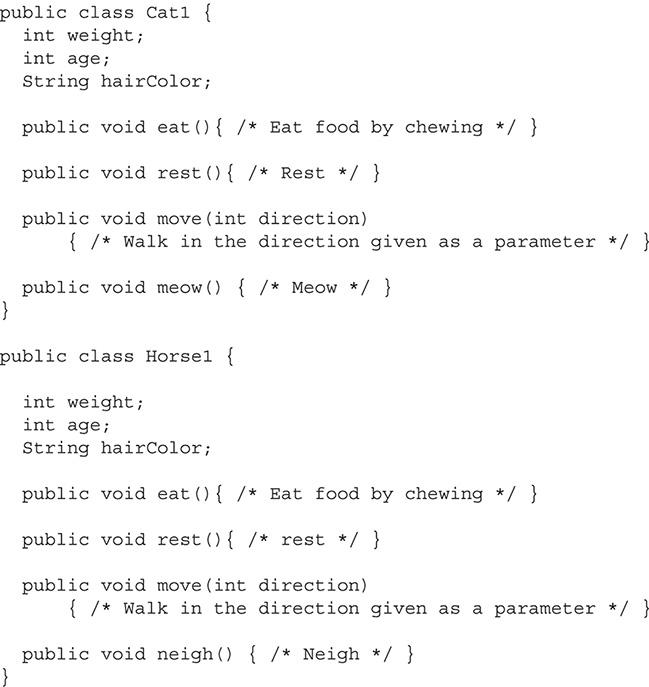 public class Cat1 {
int weight;
int age;
String hairColor;
public void eat(){ /* Eat food by chewing */ }
public void rest(){ /* Rest */ }
public void move(int direction)
{ /* Walk in the direction given as a parameter */ }
public void meow() { /* Meow */ }
}
public class Horse1 {
int weight;
int age;
String hairColor;
public void eat(){ /* Eat food by chewing */ }
public void rest(){ /* rest */ }
public void move(int direction)
{ /* Walk in the direction given as a parameter */ }
public void neigh() { /* Neigh */ }
}